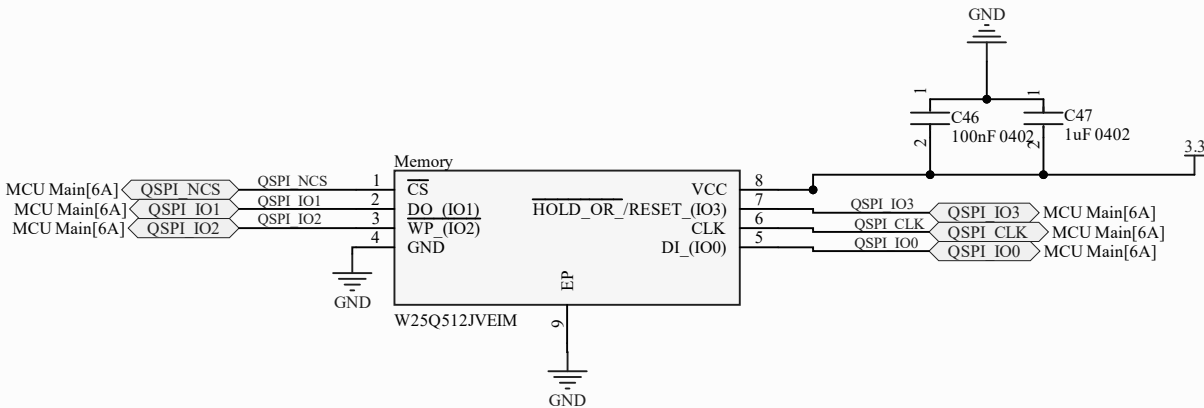 GND
1
1
C46
100nF 0402
C47
1uF 0402
2
2
3.3
Memory
MCU Main[6A] QSPI_NCS QSPI_NCS 1 CS VCC 8
MCU Main[6A] QSPI_IO1 QSPI_IO1 2 DO_(IO1) HOLD_OR_/RESET_(IO3) 7 QSPI_IO3 QSPI_IO3 MCU Main[6A]
MCU Main[6A] QSPI_IO2 QSPI_IO2 3 WP_(IO2) CLK 6 QSPI_CLK QSPI_CLK MCU Main[6A]
4 GND DI_(IO0) 5 QSPI_IO0 QSPI_IO0 MCU Main[6A]
GND
EP
W25Q512JVEIM
9
GND